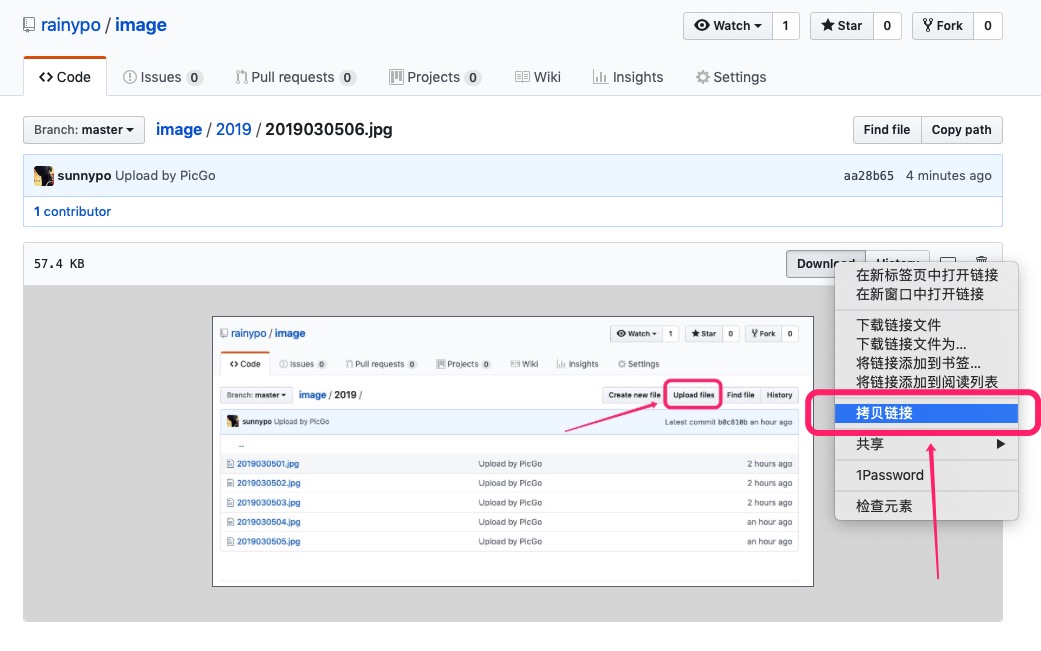 rainypo / image
Watch 1 Star 0 Fork 0
Code Issues 0 Pull requests 0 Projects 0 Wiki Insights Settings
Branch: master image / 2019 / 2019030506.jpg Find file Copy path
sunnypo Upload by PicGo aa28b65 4 minutes ago
1 contributor
57.4 KB Download History
在新标签页中打开链接
在新窗口中打开链接
下载链接文件
下载链接文件为...
将链接添加到书签...
将链接添加到阅读列表
拷贝链接
共享
1Password
检查元素
rainypo / image Watch 1 Star 0 Fork 0
Code Issues 0 Pull requests 0 Projects 0 Wiki Insights Settings
Branch: master image / 2019 / Create new file Upload files Find file History
sunnypo Upload by PicGo Latest commit b0c810b an hour ago
..
2019030501.jpg Upload by PicGo 2 hours ago
2019030502.jpg Upload by PicGo 2 hours ago
2019030503.jpg Upload by PicGo 2 hours ago
2019030504.jpg Upload by PicGo an hour ago
2019030505.jpg Upload by PicGo an hour ago